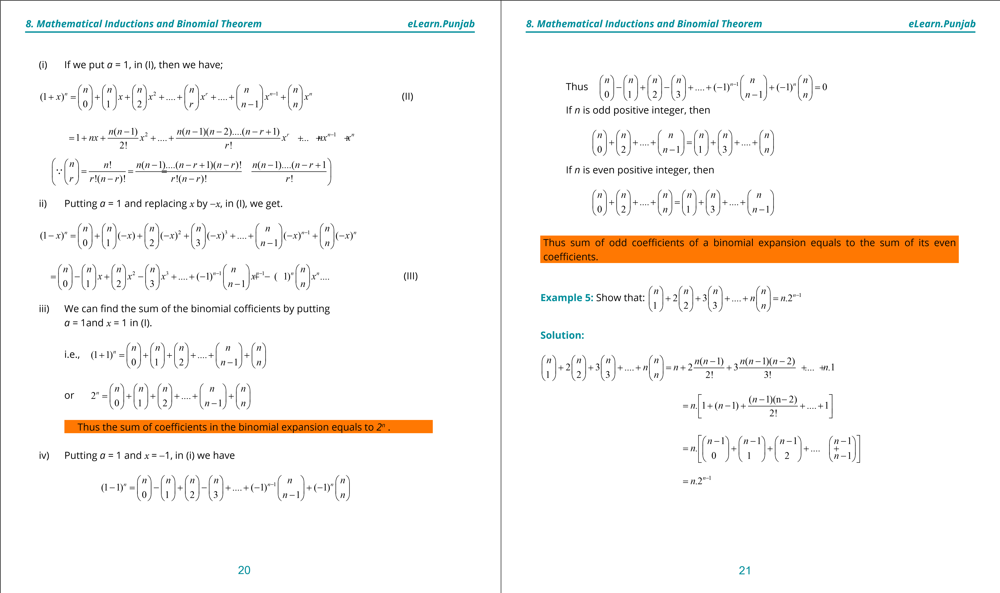 8. Mathematical Inductions and Binomial Theorem eLearn.Punjab
(i) If we put a = 1, in (I), then we have;
$(1+x)^n = \binom{n}{0}+\binom{n}{1}x+\binom{n}{2}x^2+....+\binom{n}{r}x^r+....+\binom{n}{n-1}x^{n-1}+\binom{n}{n}x^n$ (II)
$=1+nx+\frac{n(n-1)}{2!}x^2+....+\frac{n(n-1)(n-2)....(n-r+1)}{r!}x^r+....+nx^{n-1}+x^n$
$\left(\because \binom{n}{r}=\frac{n!}{r!(n-r)!}=\frac{n(n-1)....(n-r+1)(n-r)!}{r!(n-r)!}=\frac{n(n-1)....(n-r+1}{r!}\right)$
ii) Putting a = 1 and replacing x by –x, in (I), we get.
$(1-x)^n=\binom{n}{0}+\binom{n}{1}(-x)+\binom{n}{2}(-x)^2+\binom{n}{3}(-x)^3+....+\binom{n}{n-1}(-x)^{n-1}+\binom{n}{n}(-x)^n$
$=\binom{n}{0}-\binom{n}{1}x+\binom{n}{2}x^2-\binom{n}{3}x^3+....+(-1)^{n-1}\binom{n}{n-1}x^{n-1}+(-1)^n\binom{n}{n}x^n....$ (III)
iii) We can find the sum of the binomial cofficients by putting
a = 1and x = 1 in (I).
i.e., $(1+1)^n=\binom{n}{0}+\binom{n}{1}+\binom{n}{2}+....+\binom{n}{n-1}+\binom{n}{n}$
or $2^n=\binom{n}{0}+\binom{n}{1}+\binom{n}{2}+....+\binom{n}{n-1}+\binom{n}{n}$
Thus the sum of coefficients in the binomial expansion equals to $2^n$ .
iv) Putting a = 1 and x = –1, in (i) we have
$(1-1)^n=\binom{n}{0}-\binom{n}{1}+\binom{n}{2}-\binom{n}{3}+....+(-1)^{n-1}\binom{n}{n-1}+(-1)^n\binom{n}{n}$
20
8. Mathematical Inductions and Binomial Theorem eLearn.Punjab
Thus $\binom{n}{0}-\binom{n}{1}+\binom{n}{2}-\binom{n}{3}+....+(-1)^{n-1}\binom{n}{n-1}+(-1)^n\binom{n}{n}=0$
If n is odd positive integer, then
$\binom{n}{0}+\binom{n}{2}+....+\binom{n}{n-1}=\binom{n}{1}+\binom{n}{3}+....+\binom{n}{n}$
If n is even positive integer, then
$\binom{n}{0}+\binom{n}{2}+....+\binom{n}{n}=\binom{n}{1}+\binom{n}{3}+....+\binom{n}{n-1}$
Thus sum of odd coefficients of a binomial expansion equals to the sum of its even
coefficients.
Example 5: Show that: $\binom{n}{1}+2\binom{n}{2}+3\binom{n}{3}+....+n\binom{n}{n}=n.2^{n-1}$
Solution:
$\binom{n}{1}+2\binom{n}{2}+3\binom{n}{3}+....+n\binom{n}{n}=n+2\frac{n(n-1)}{2!}+3\frac{n(n-1)(n-2)}{3!}+....+n.1$
$=n.\left[1+(n-1)+\frac{(n-1)(n-2)}{2!}+....+1\right]$
$=n.\left[\binom{n-1}{0}+\binom{n-1}{1}+\binom{n-1}{2}+....+\binom{n-1}{n-1}\right]$
$=n.2^{n-1}$
21